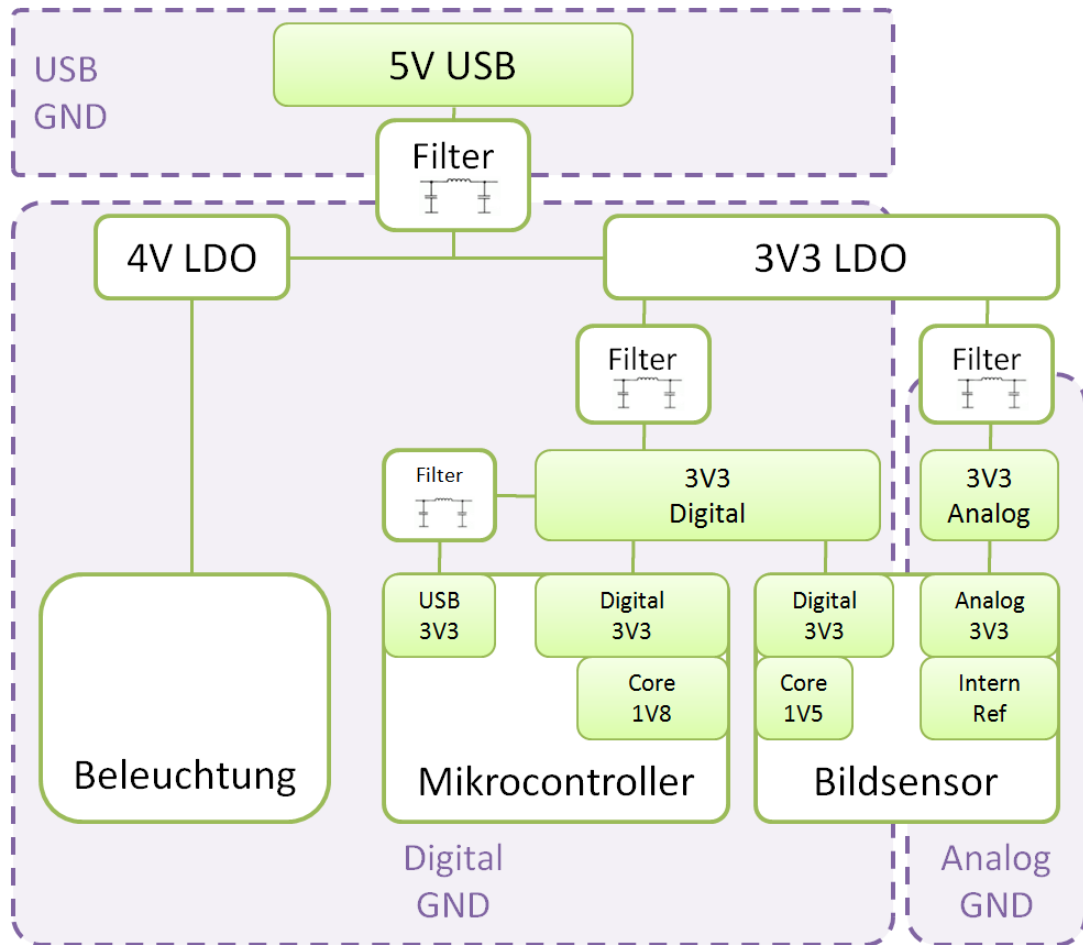 5V USB
USB
GND
Filter
4V LDO
3V3 LDO
Filter
Filter
Filter
3V3
Digital
3V3
Analog
USB
3V3
Digital
3V3
Digital
3V3
Analog
3V3
Core
1V8
Core
1V5
Intern
Ref
Beleuchtung
Mikrocontroller
Bildsensor
Digital
GND
Analog
GND